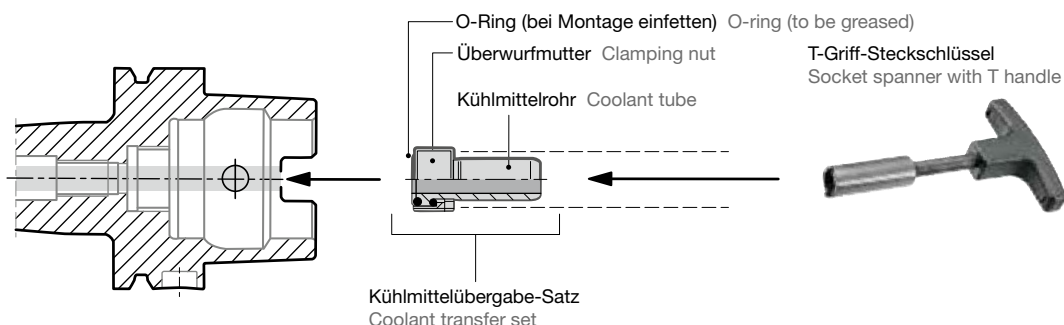 O-Ring (bei Montage einfetten) O-ring (to be greased)
Überwurfmutter Clamping nut
Kühlmittelrohr Coolant tube
T-Griff-Steckschlüssel
Socket spanner with T handle
Kühlmittelübergabe-Satz
Coolant transfer set